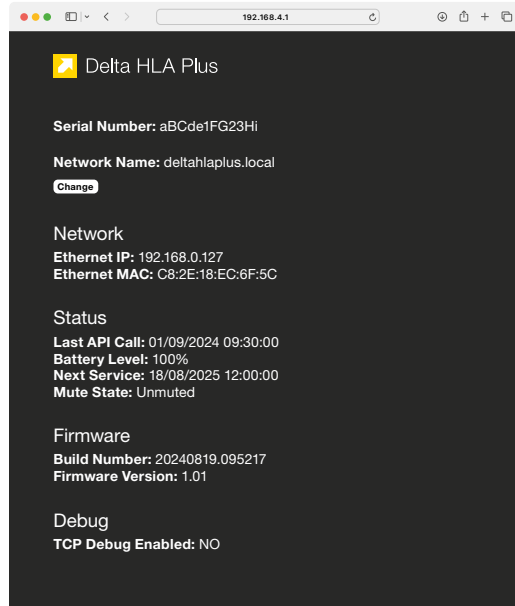 192.168.4.1
Delta HLA Plus
Serial Number: aBCde1FG23Hi
Network Name: deltahlaplus.local
Change
Network
Ethernet IP: 192.168.0.127
Ethernet MAC: C8:2E:18:EC:6F:5C
Status
Last API Call: 01/09/2024 09:30:00
Battery Level: 100%
Next Service: 18/08/2025 12:00:00
Mute State: Unmuted
Firmware
Build Number: 20240819.095217
Firmware Version: 1.01
Debug
TCP Debug Enabled: NO